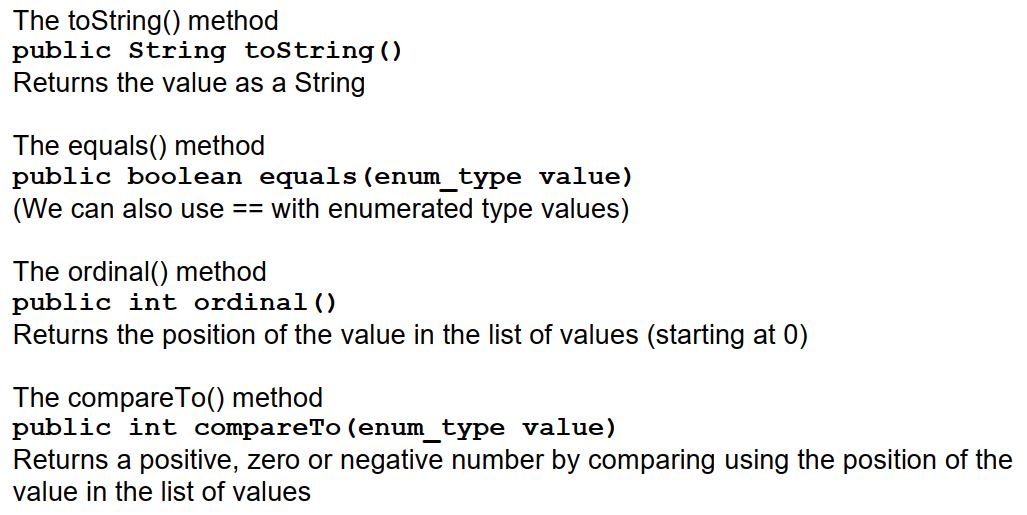 The toString() method
public String toString()
Returns the value as a String
The equals() method
public boolean equals(enum_type value)
(We can also use == with enumerated type values)
The ordinal() method
public int ordinal()
Returns the position of the value in the list of values (starting at 0)
The compareTo() method
public int compareTo(enum_type value)
Returns a positive, zero or negative number by comparing using the position of the
value in the list of values